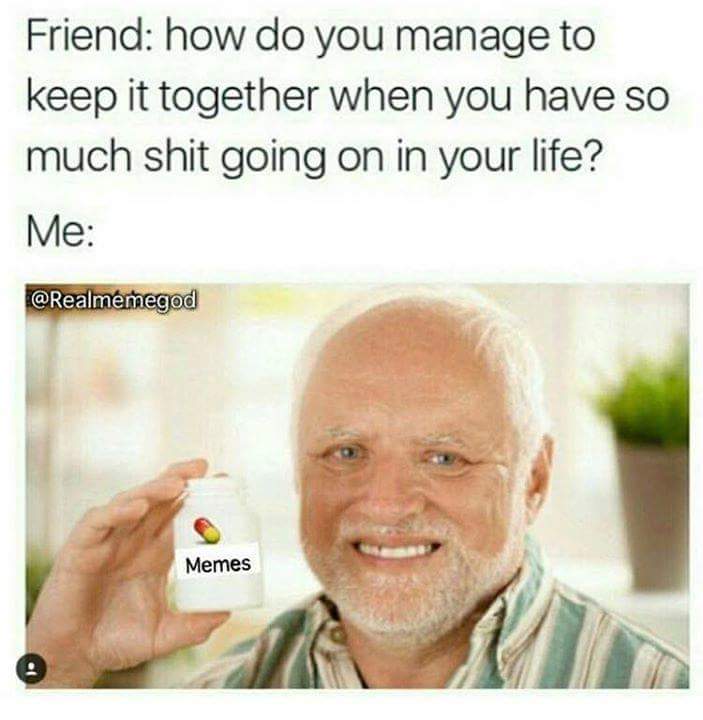 Friend: how do you manage to
keep it together when you have so
much shit going on in your life?
Me:
@Realmemegod
Memes